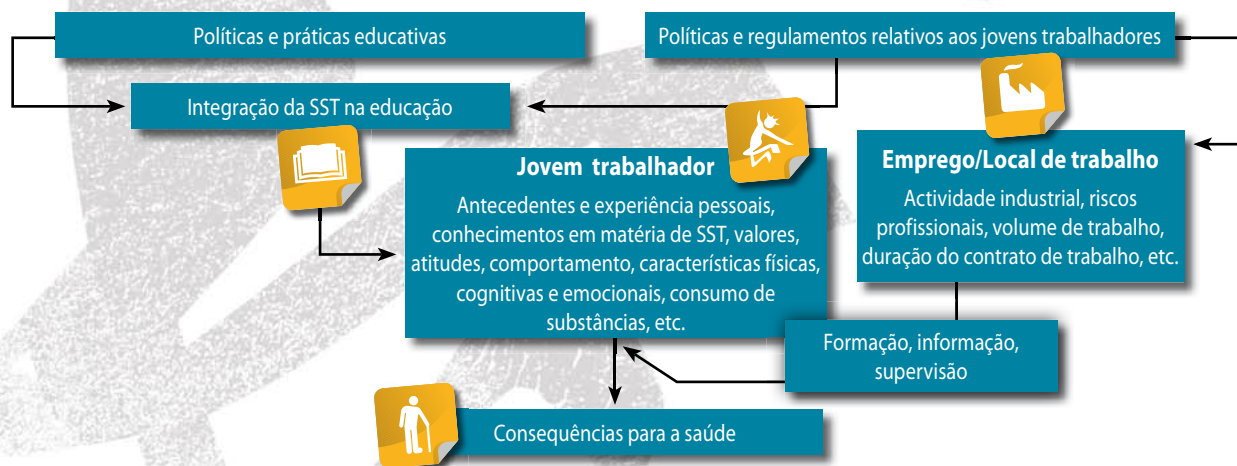 Políticas e práticas educativas
Políticas e regulamentos relativos aos jovens trabalhadores
Integração da SST na educação
Jovem trabalhador
Antecedentes e experiência pessoais,
conhecimentos em matéria de SST, valores,
atitudes, comportamento, características físicas,
cognitivas e emocionais, consumo de
substâncias, etc.
Emprego/Local de trabalho
Actividade industrial, riscos
profissionais, volume de trabalho,
duração do contrato de trabalho, etc.
Formação, informação,
supervisão
Consequências para a saúde